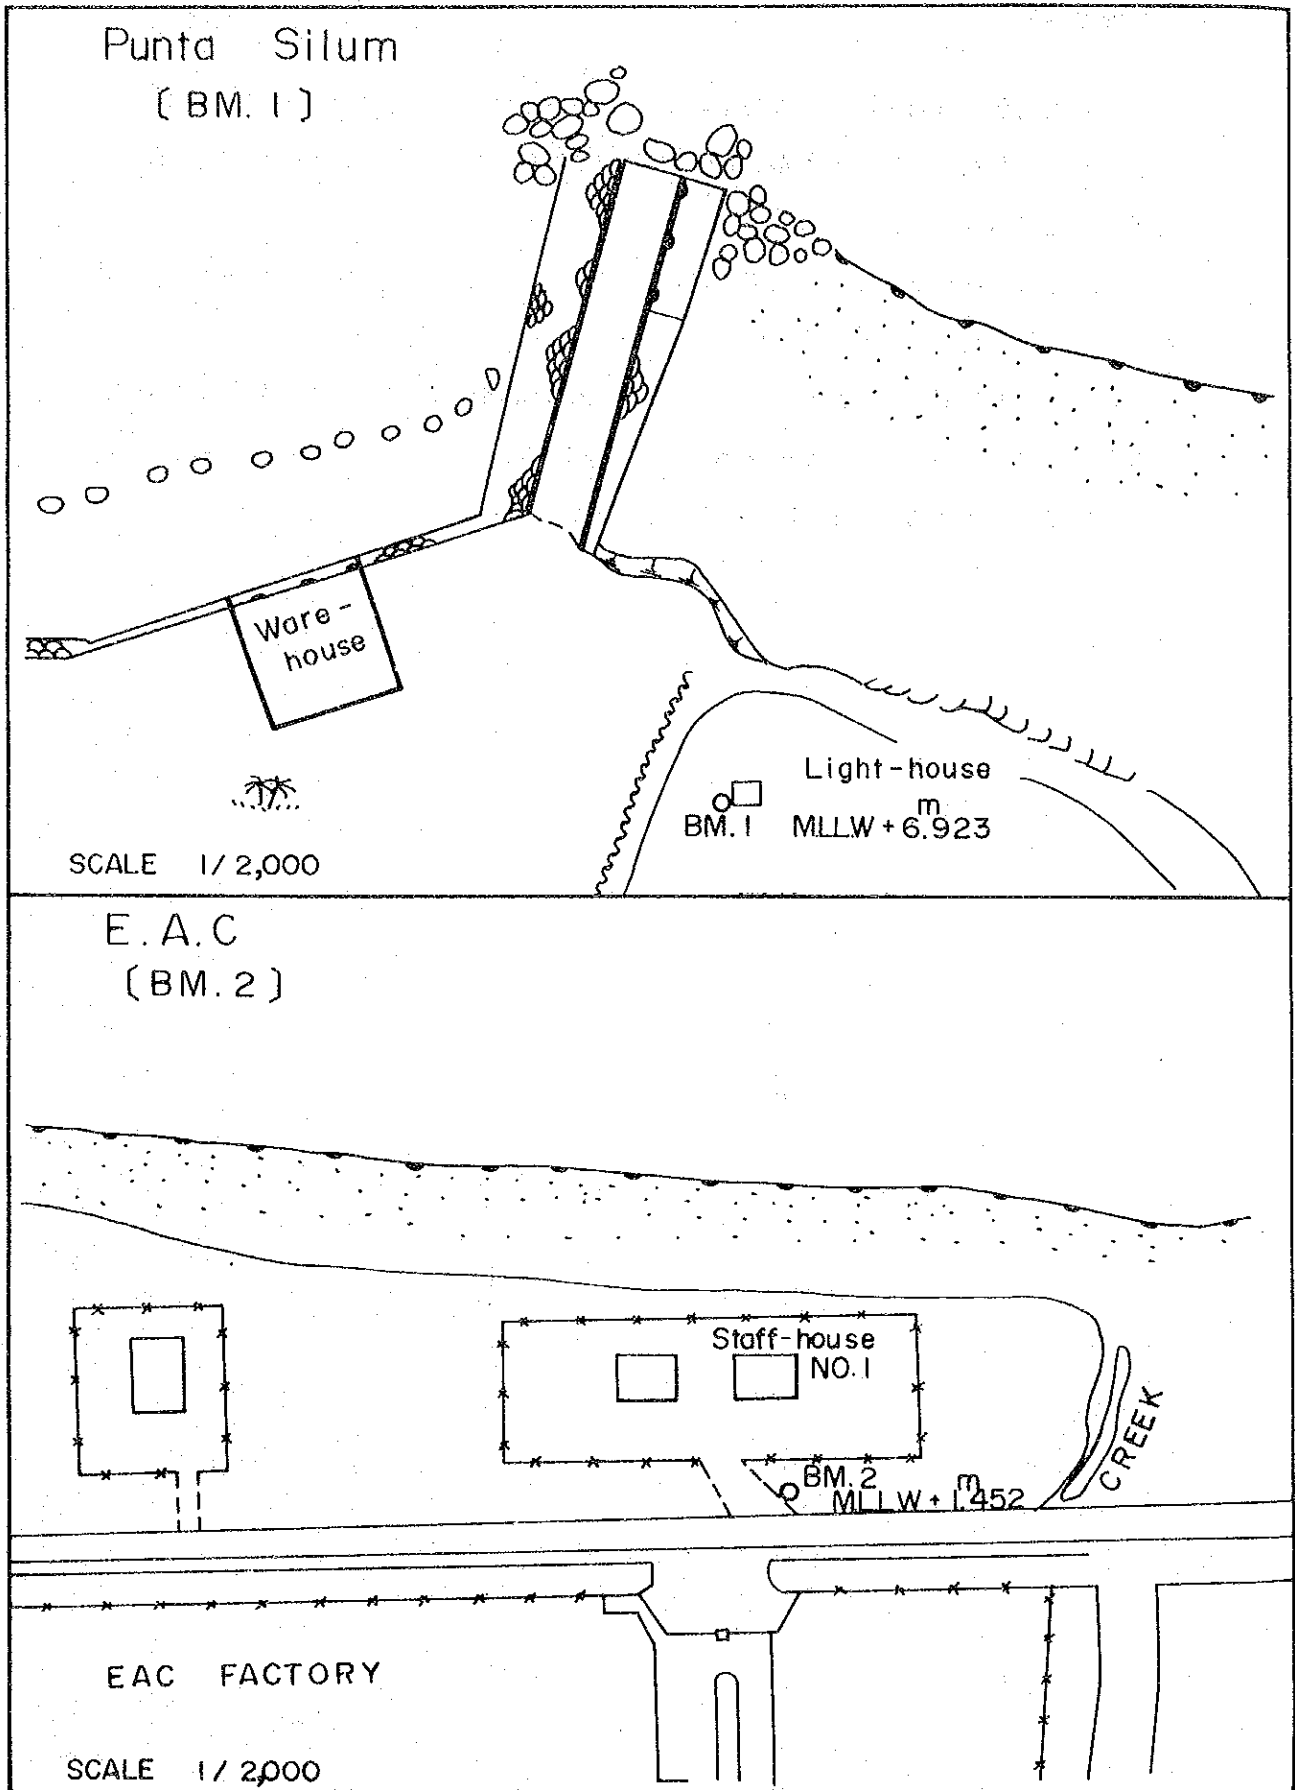 Punta Silum
( BM. 1 )
Ware-
house
Light-house
BM. 1 MLLW + 6.923 m
SCALE 1/2,000
E.A.C
( BM. 2 )
Staff-house
NO. 1
CREEK
BM. 2
MLLW + 1.452 m
EAC FACTORY
SCALE 1/2,000